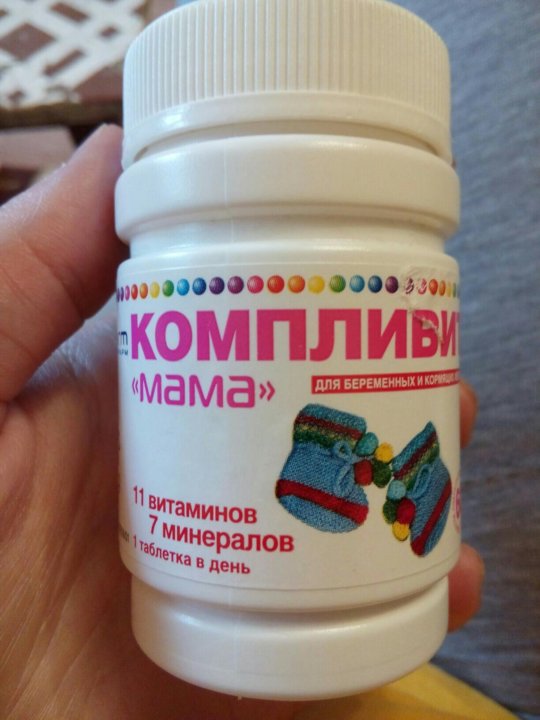 КОМПЛИВИТ
«мама»
ДЛЯ БЕРЕМЕННЫХ И КОРМЯЩИХ
11 витаминов
7 минералов
1 таблетка в день